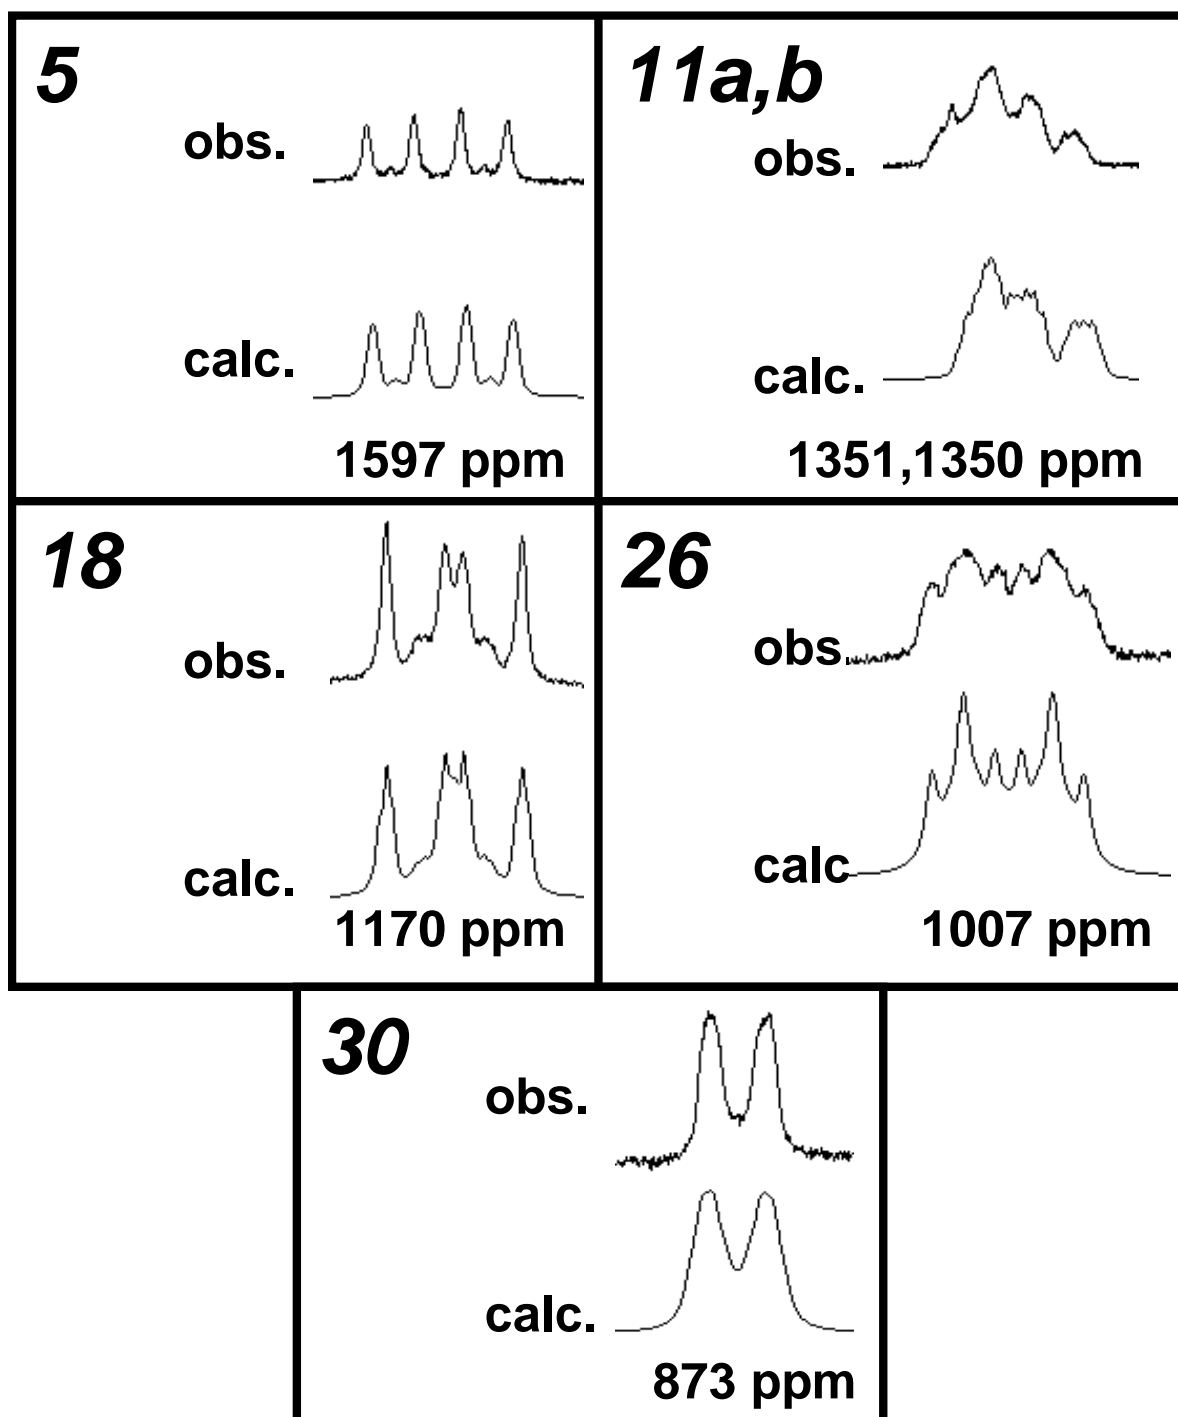 5
obs.
calc.
1597 ppm
11a,b
obs.
calc.
1351,1350 ppm
18
obs.
calc.
1170 ppm
26
obs.
calc
1007 ppm
30
obs.
calc.
873 ppm